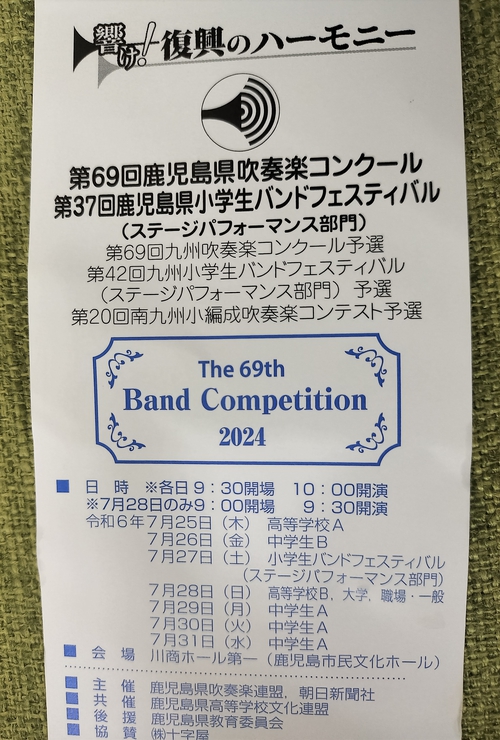 響け!復興のハーモニー
第69回鹿児島県吹奏楽コンクール
第37回鹿児島県小学生バンドフェスティバル
(ステージパフォーマンス部門)
第69回九州吹奏楽コンクール予選
第42回九州小学生バンドフェスティバル
(ステージパフォーマンス部門) 予選
第20回南九州小編成吹奏楽コンテスト予選
The 69th
Band Competition
2024
■ 日 時 ※各日9:30開場 10:00開演
※7月28日のみ9:00開場 9:30開演
令和6年7月25日(木) 高等学校A
7月26日(金) 中学生B
7月27日(土) 小学生バンドフェスティバル
(ステージパフォーマンス部門)
7月28日(日) 高等学校B, 大学, 職場・一般
7月29日(月) 中学生A
7月30日(火) 中学生A
7月31日(水) 中学生A
■ 会 場 川商ホール第一(鹿児島市民文化ホール)
■ 主 催 鹿児島県吹奏楽連盟, 朝日新聞社
■ 共 催 鹿児島県高等学校文化連盟
■ 後 援 鹿児島県教育委員会
■ 協 賛 ㈱十字屋